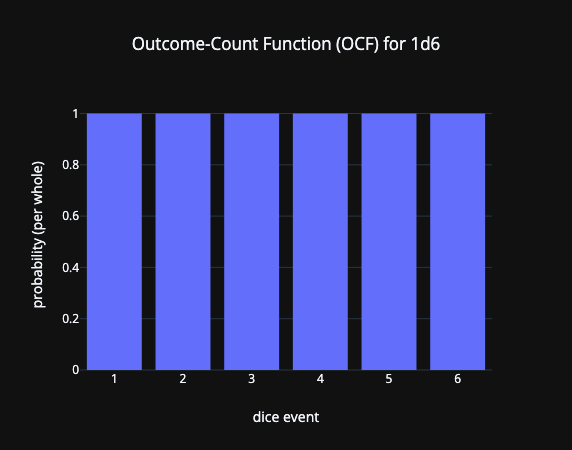 Outcome-Count Function (OCF) for 1d6
probability (per whole)
1
0.8
0.6
0.4
0.2
0
1 2 3 4 5 6
dice event